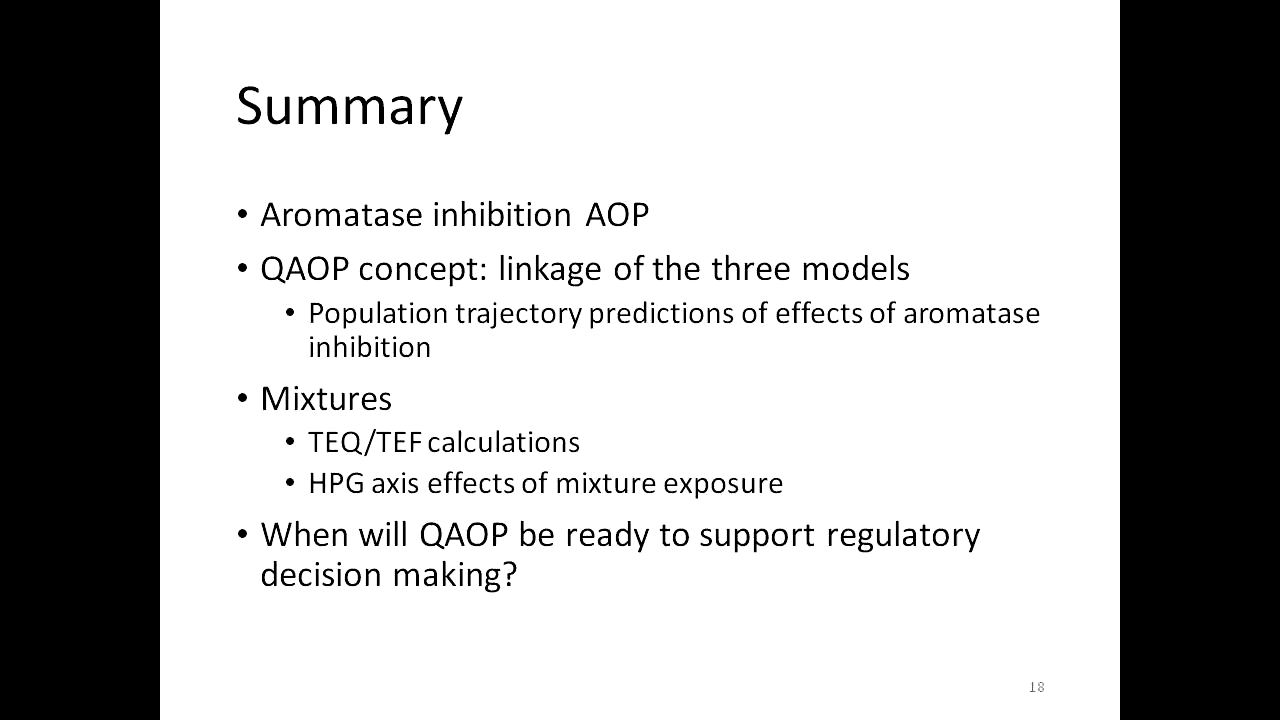 Summary
• Aromatase inhibition AOP
• QAOP concept: linkage of the three models
• Population trajectory predictions of effects of aromatase
inhibition
• Mixtures
• TEQ/TEF calculations
• HPG axis effects of mixture exposure
• When will QAOP be ready to support regulatory
decision making?
18